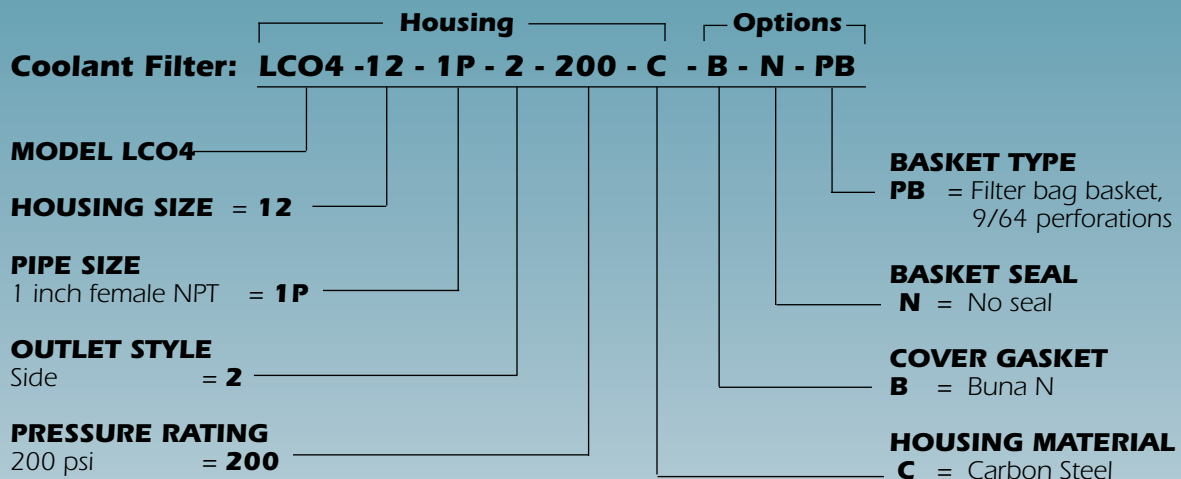 Housing Options
Coolant Filter: LCO4 -12 - 1P - 2 - 200 - C - B - N - PB
MODEL LCO4
HOUSING SIZE = 12
PIPE SIZE
1 inch female NPT = 1P
OUTLET STYLE
Side = 2
PRESSURE RATING
200 psi = 200
BASKET TYPE
PB = Filter bag basket,
9/64 perforations
BASKET SEAL
N = No seal
COVER GASKET
B = Buna N
HOUSING MATERIAL
C = Carbon Steel